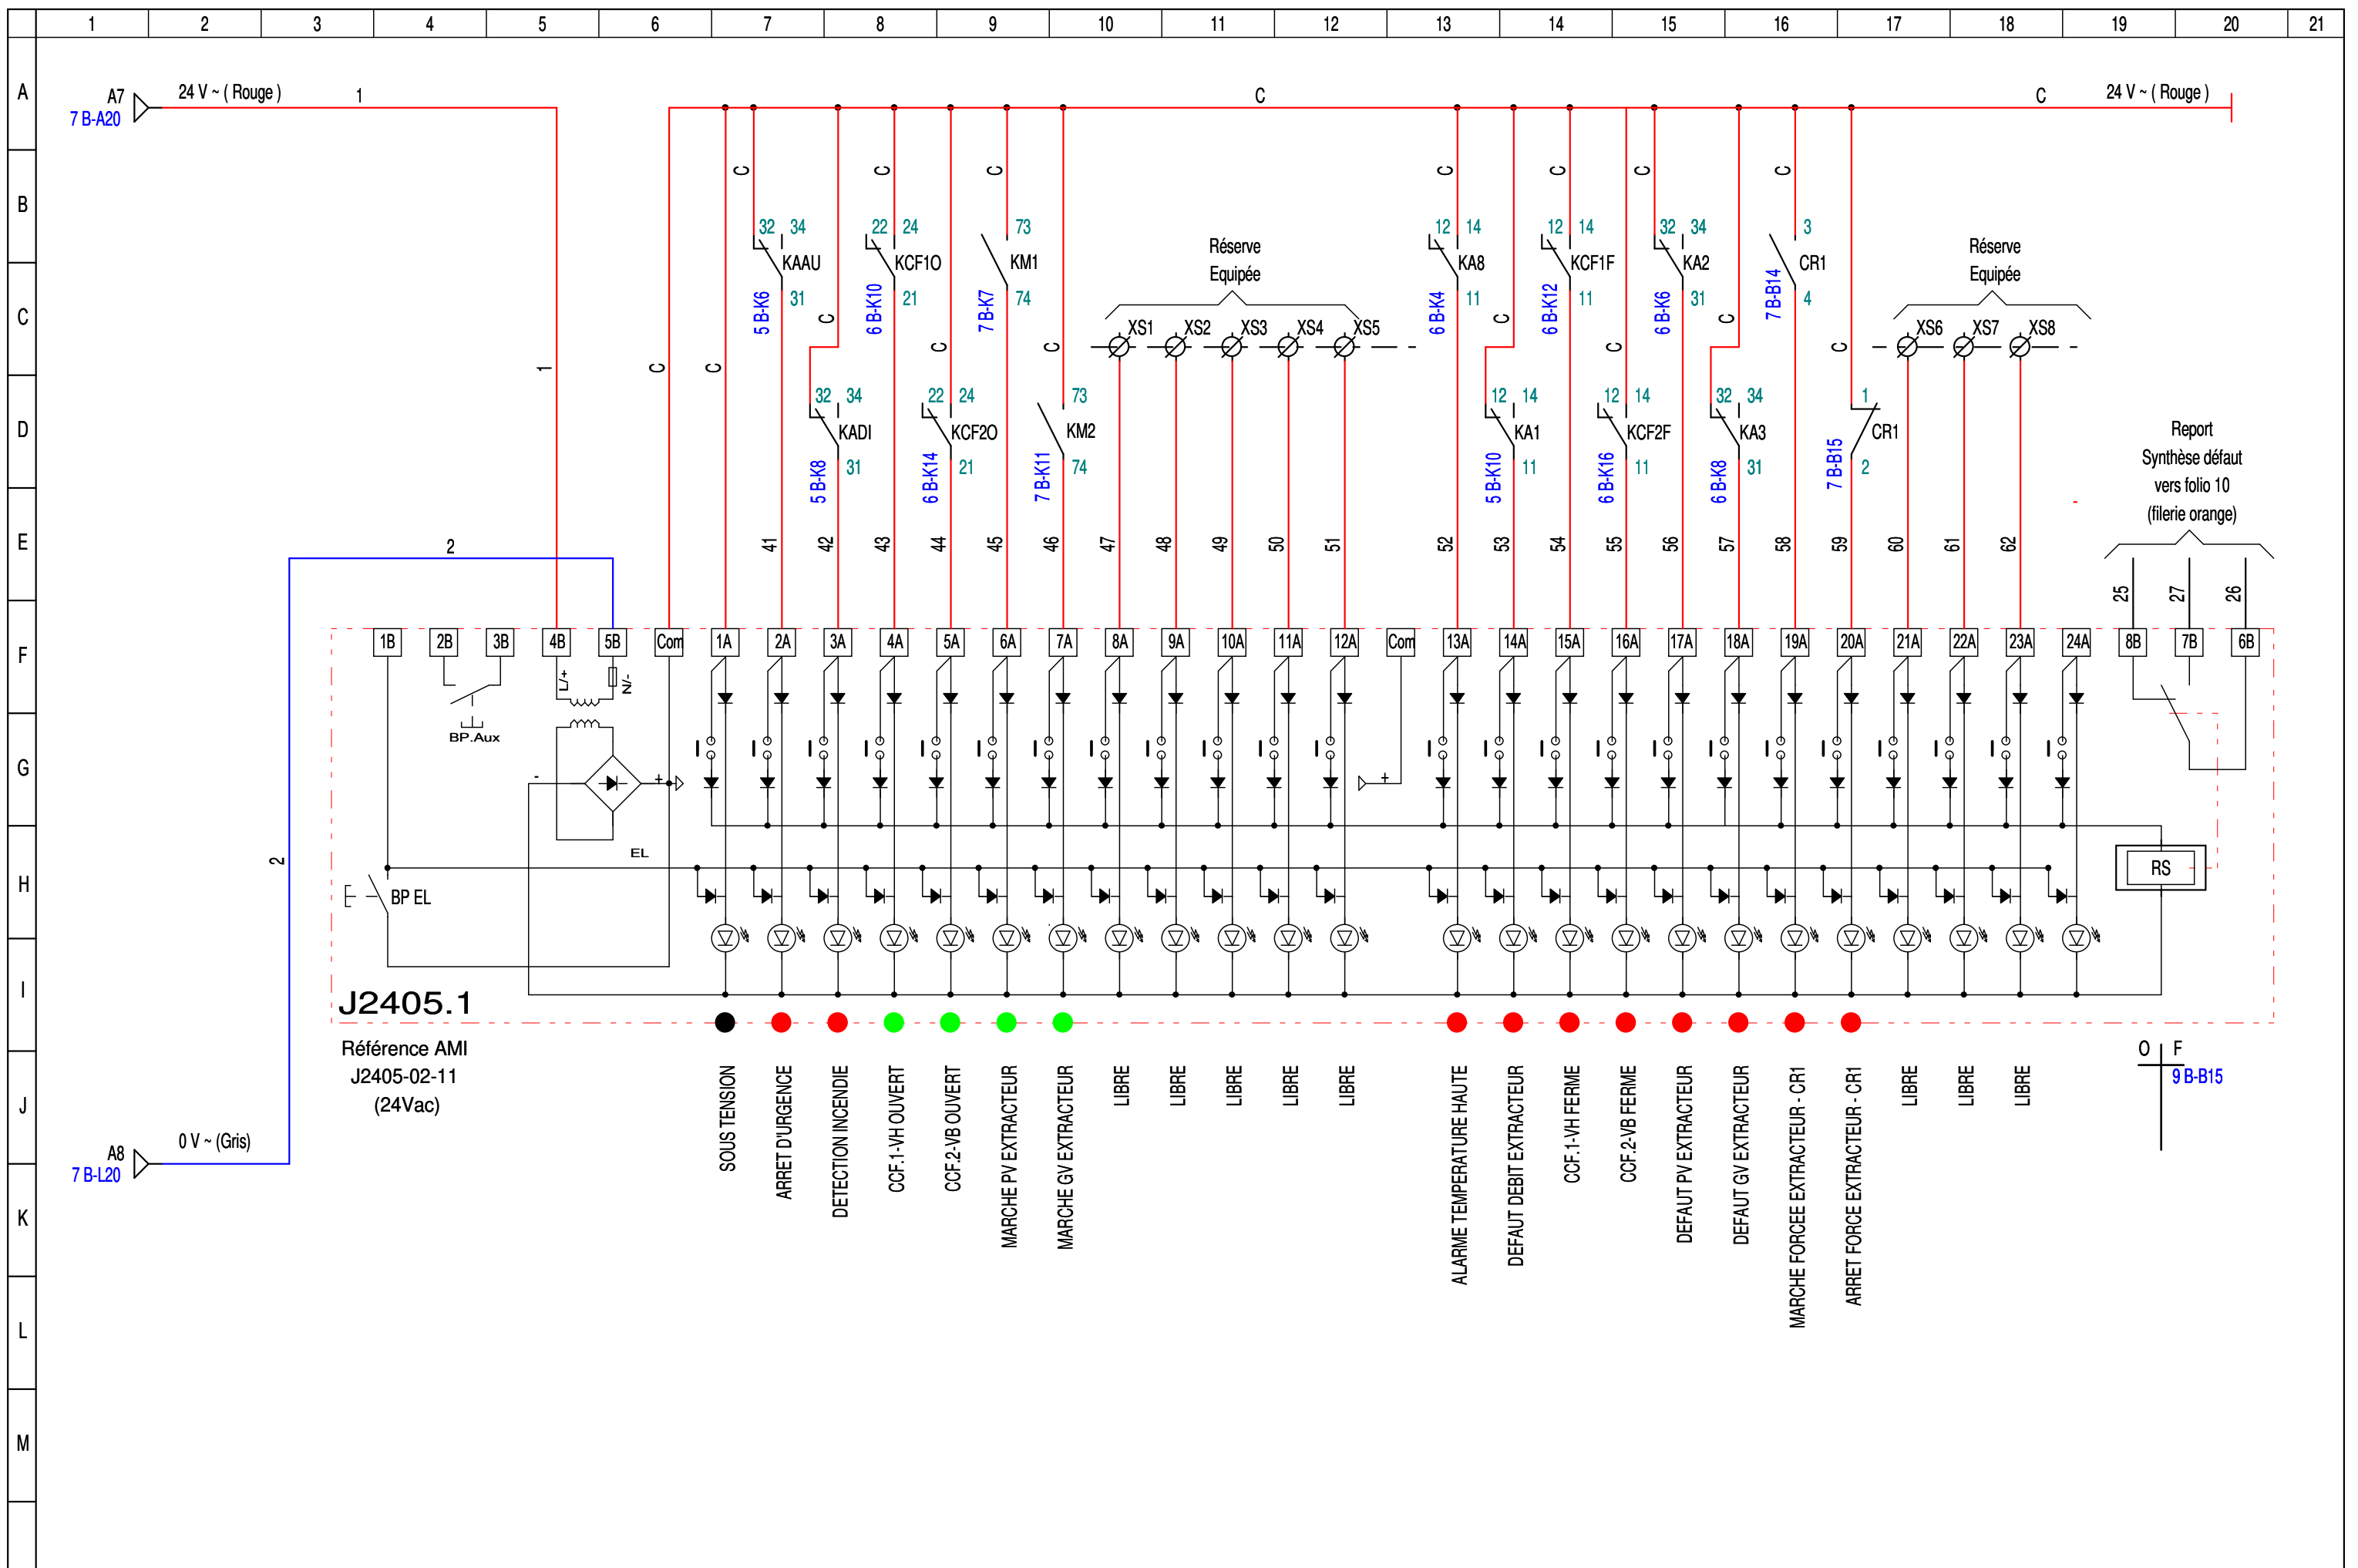 1 2 3 4 5 6 7 8 9 10 11 12 13 14 15 16 17 18 19 20 21
A
B
C
D
E
F
G
H
I
J
K
L
M
A7
7 B-A20
24 V ~ ( Rouge )
1
C
C
24 V ~ ( Rouge )
C C C C C C C
32 34 22 24 73 12 14 12 14 32 34 3
KAAU KCF1O KM1 KA8 KCF1F KA2 CR1
31 21 74 11 11 31 4
5 B-K6 6 B-K10 7 B-K7 6 B-K4 6 B-K12 6 B-K6 7 B-B14
Réserve
Equipée
Réserve
Equipée
C C C
XS1 XS2 XS3 XS4 XS5 XS6 XS7 XS8
1 C C C C C C
32 34 22 24 73 12 14 12 14 32 34 1
KADI KCF2O KM2 KA1 KCF2F KA3 CR1
31 21 74 11 11 31 2
5 B-K8 6 B-K14 7 B-K11 5 B-K10 6 B-K16 6 B-K8 7 B-B15
Report
Synthèse défaut
vers folio 10
(filerie orange)
2
41 42 43 44 45 46 47 48 49 50 51 52 53 54 55 56 57 58 59 60 61 62
25 27 26
1B 2B 3B 4B 5B Com 1A 2A 3A 4A 5A 6A 7A 8A 9A 10A 11A 12A Com 13A 14A 15A 16A 17A 18A 19A 20A 21A 22A 23A 24A 8B 7B 6B
L/+ N/-
BP.Aux
- + +
EL
2
BP EL
RS
J2405.1
Référence AMI
J2405-02-11
(24Vac)
A8
7 B-L20
0 V ~ (Gris)
SOUS TENSION
ARRET D'URGENCE
DETECTION INCENDIE
CCF.1-VH OUVERT
CCF.2-VB OUVERT
MARCHE PV EXTRACTEUR
MARCHE GV EXTRACTEUR
LIBRE
LIBRE
LIBRE
LIBRE
LIBRE
ALARME TEMPERATURE HAUTE
DEFAUT DEBIT EXTRACTEUR
CCF.1-VH FERME
CCF.2-VB FERME
DEFAUT PV EXTRACTEUR
DEFAUT GV EXTRACTEUR
MARCHE FORCEE EXTRACTEUR - CR1
ARRET FORCE EXTRACTEUR - CR1
LIBRE
LIBRE
LIBRE
O F
9 B-B15